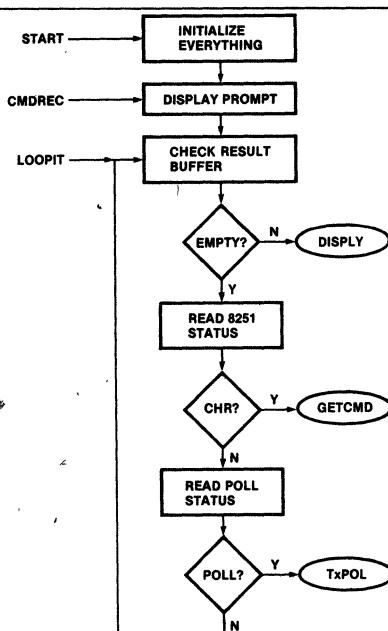 START
INITIALIZE
EVERYTHING
CMDREC
DISPLAY PROMPT
LOOPIT
CHECK RESULT
BUFFER
EMPTY?
N
DISPLY
Y
READ 8251
STATUS
CHR?
Y
GETCMD
N
READ POLL
STATUS
POLL?
Y
TxPOL
N